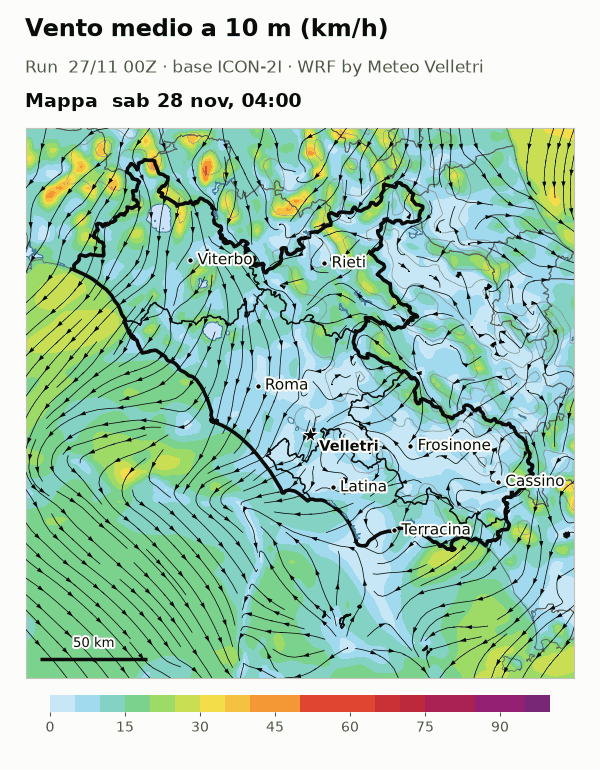 Vento medio a 10 m (km/h)
Run  27/11 00Z · base ICON-2I · WRF by Meteo Velletri
Mappa  sab 28 nov, 04:00
Viterbo
Rieti
Roma
Velletri
Frosinone
Cassino
Latina
Terracina
50 km
0 15 30 45 60 75 90